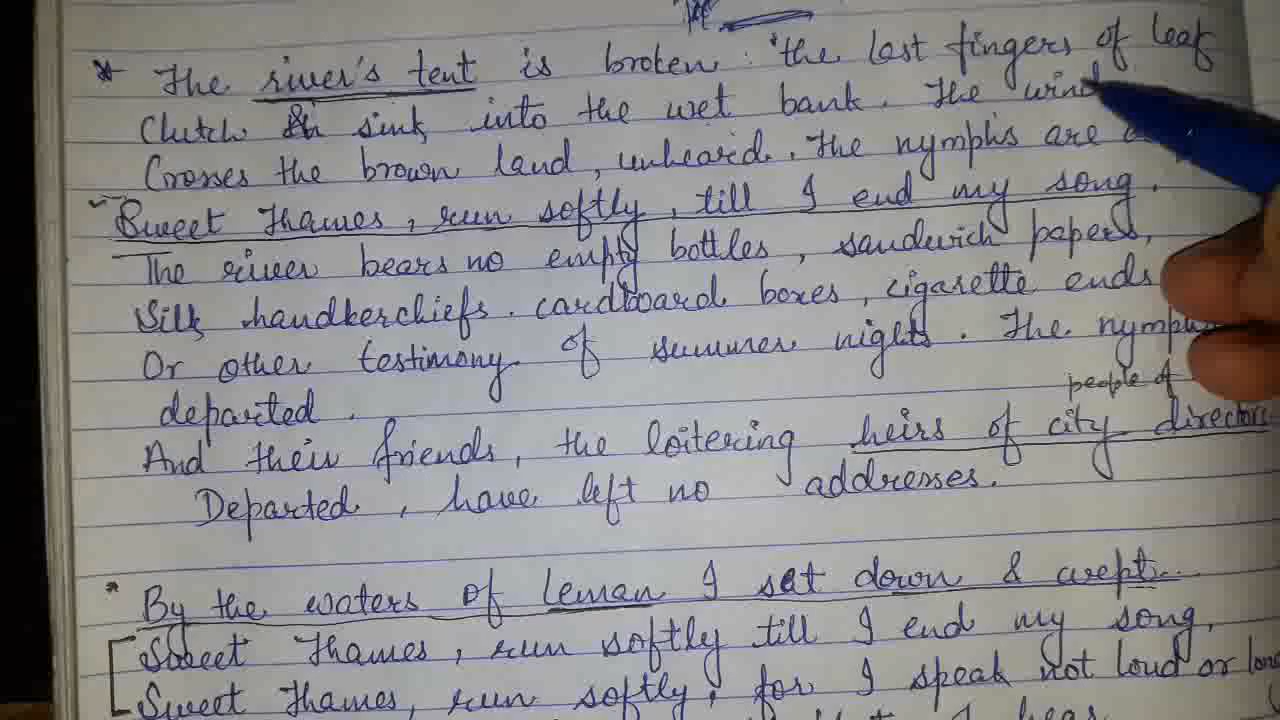 * The river's tent is broken: the last fingers of leaf
Clutch & sink into the wet bank. The wind
Crosses the brown land, unheard. The nymphs are
Sweet Thames, run softly, till I end my song.
The river bears no empty bottles, sandwich papers,
Silk handkerchiefs. cardboard boxes, cigarette ends
Or other testimony of summer nights. The nymphs
departed.
people of
And their friends, the loitering heirs of city directors
Departed, have left no addresses.
* By the waters of leman I sat down & wept..
Sweet Thames, run softly till I end my song,
Sweet Thames, run softly, for I speak not loud or long
I hear